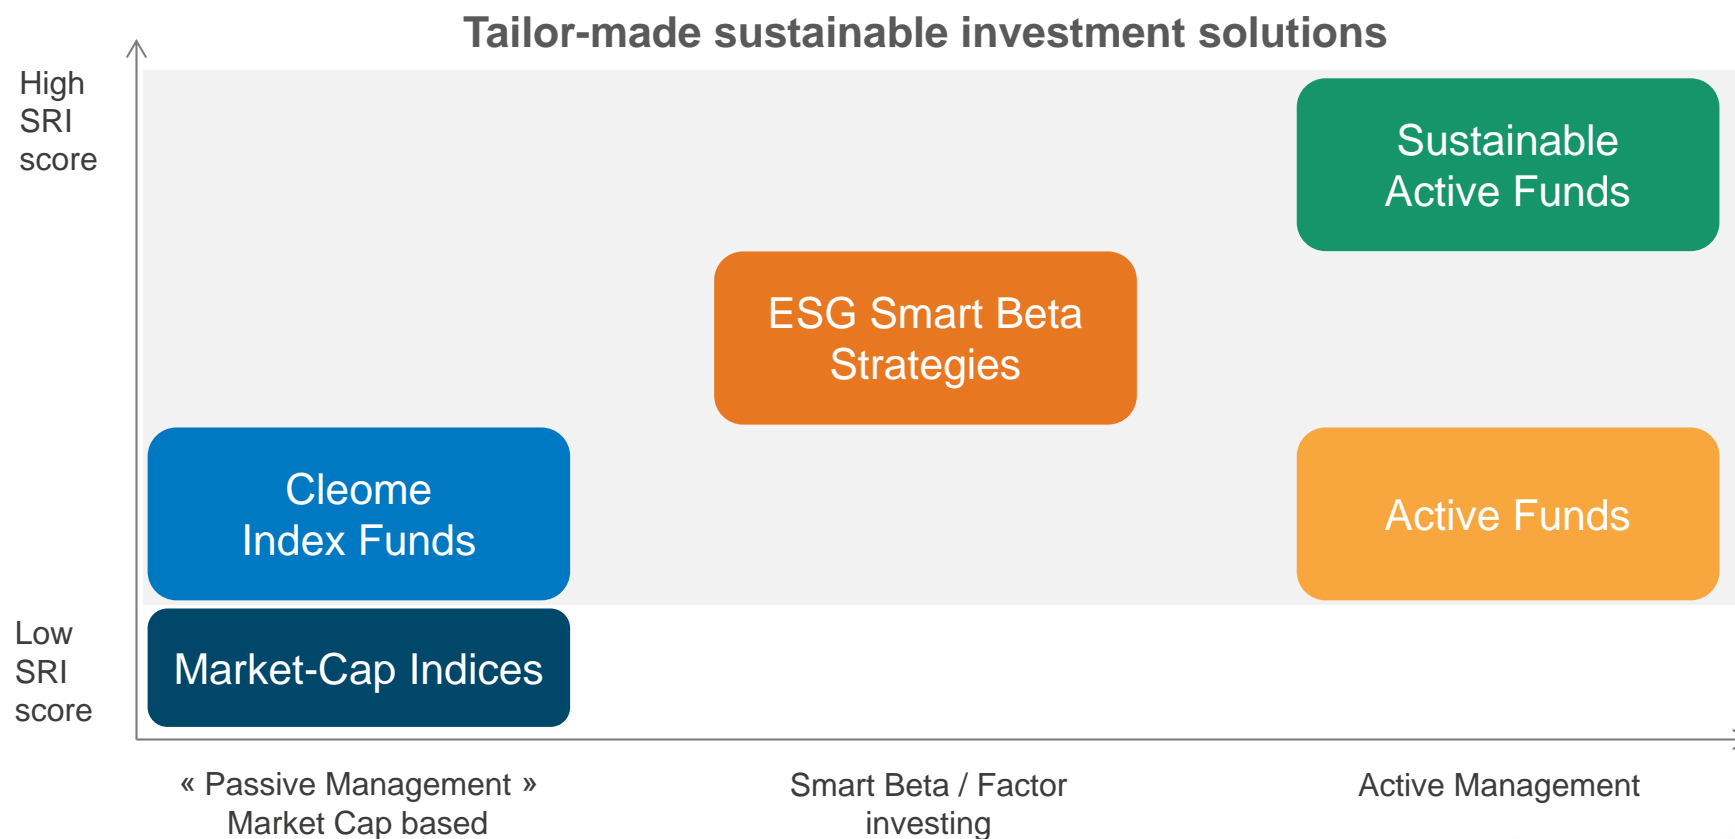 Tailor-made sustainable investment solutions
High
SRI
score
Sustainable
Active Funds
ESG Smart Beta
Strategies
Cleome
Index Funds
Active Funds
Low
SRI
score
Market-Cap Indices
« Passive Management »
Market Cap based
Smart Beta / Factor
investing
Active Management